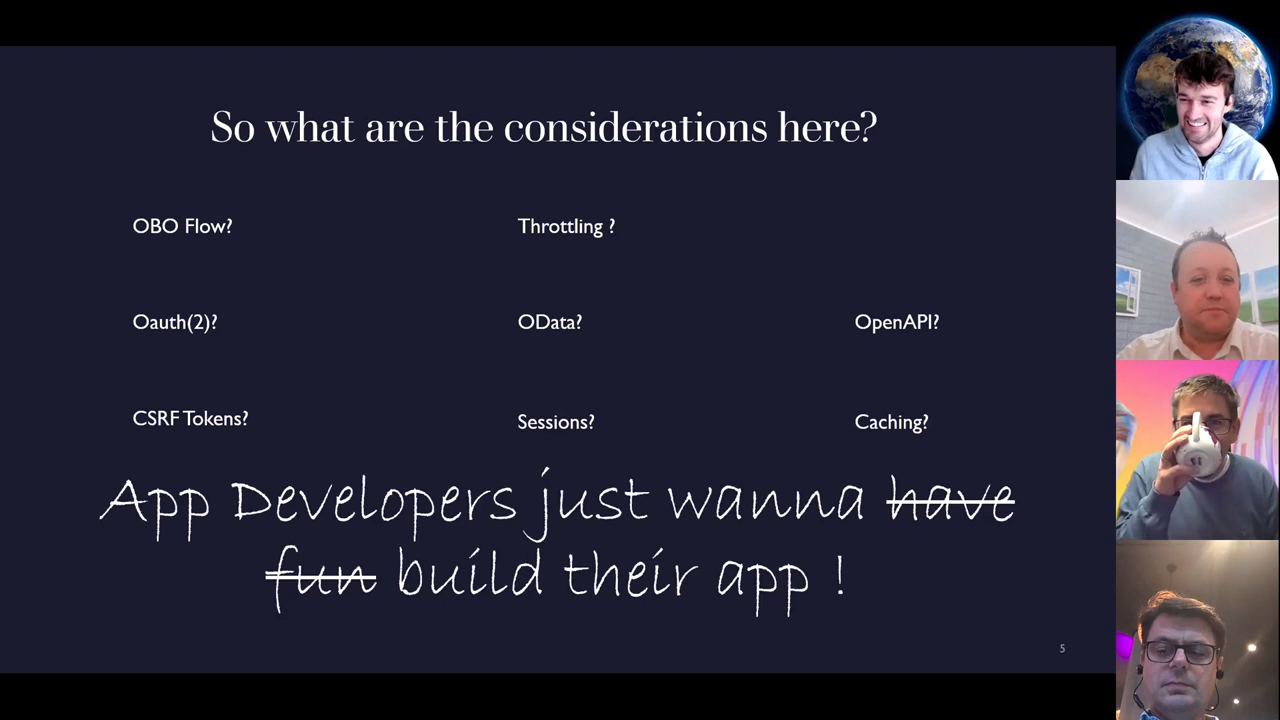 So what are the considerations here?
OBO Flow?
Throttling ?
Oauth(2)?
OData?
OpenAPI?
CSRF Tokens?
Sessions?
Caching?
App Developers just wanna have
fun build their app !
5